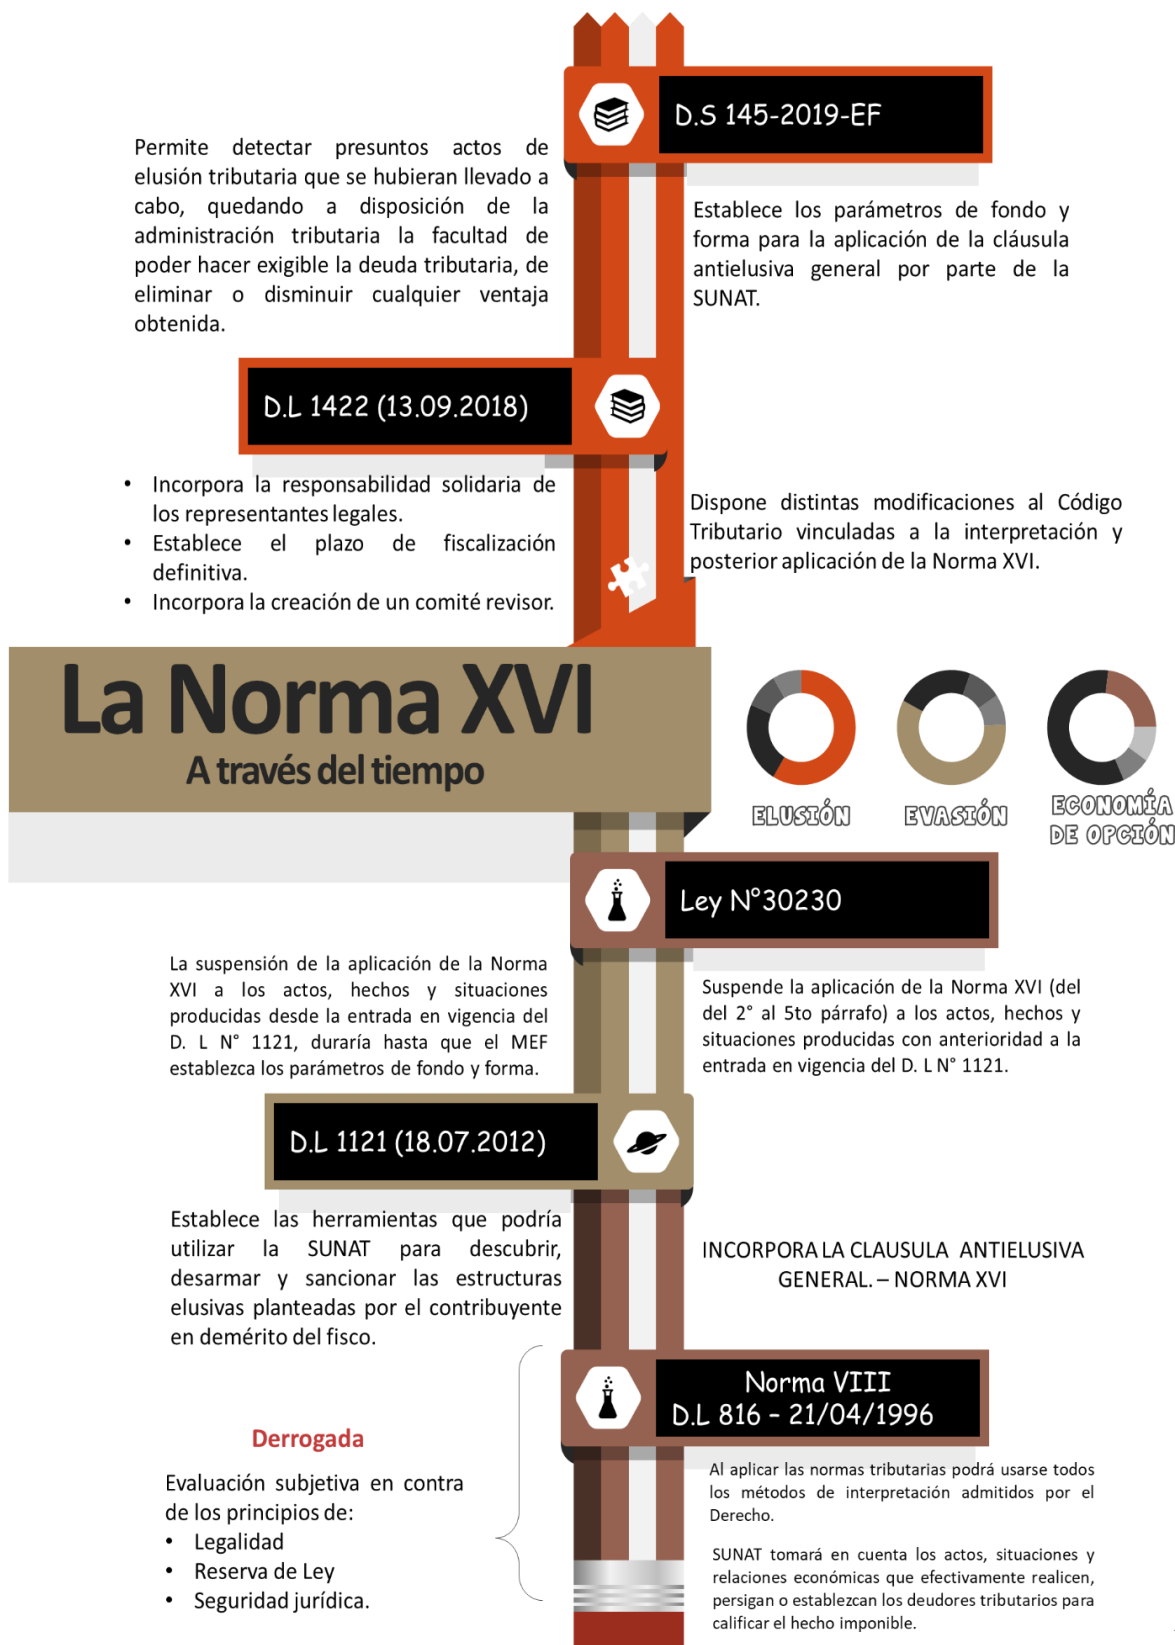 D.S 145-2019-EF
Permite detectar presuntos actos de
elusión tributaria que se hubieran llevado a
cabo, quedando a disposición de la
administración tributaria la facultad de
poder hacer exigible la deuda tributaria, de
eliminar o disminuir cualquier ventaja
obtenida.
Establece los parámetros de fondo y
forma para la aplicación de la cláusula
antielusiva general por parte de la
SUNAT.
D.L 1422 (13.09.2018)
• Incorpora la responsabilidad solidaria de
los representantes legales.
• Establece el plazo de fiscalización
definitiva.
• Incorpora la creación de un comité revisor.
Dispone distintas modificaciones al Código
Tributario vinculadas a la interpretación y
posterior aplicación de la Norma XVI.
La Norma XVI
A través del tiempo
ELUSIÓN
EVASIÓN
ECONOMÍA
DE OPCIÓN
Ley N°30230
La suspensión de la aplicación de la Norma
XVI a los actos, hechos y situaciones
producidas desde la entrada en vigencia del
D. L N° 1121, duraría hasta que el MEF
establezca los parámetros de fondo y forma.
Suspende la aplicación de la Norma XVI (del
del 2° al 5to párrafo) a los actos, hechos y
situaciones producidas con anterioridad a la
entrada en vigencia del D. L N° 1121.
D.L 1121 (18.07.2012)
Establece las herramientas que podría
utilizar la SUNAT para descubrir,
desarmar y sancionar las estructuras
elusivas planteadas por el contribuyente
en demérito del fisco.
INCORPORA LA CLAUSULA ANTIELUSIVA
GENERAL. – NORMA XVI
Norma VIII
D.L 816 – 21/04/1996
Derrogada
Evaluación subjetiva en contra
de los principios de:
• Legalidad
• Reserva de Ley
• Seguridad jurídica.
Al aplicar las normas tributarias podrá usarse todos
los métodos de interpretación admitidos por el
Derecho.
SUNAT tomará en cuenta los actos, situaciones y
relaciones económicas que efectivamente realicen,
persigan o establezcan los deudores tributarios para
calificar el hecho imponible.